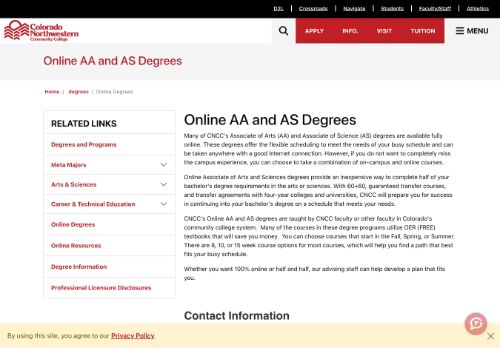 D2L | Crossroads | Navigate | Students | Faculty/Staff | Athletics
Colorado
Northwestern
Community College
APPLY INFO. VISIT TUITION MENU
Online AA and AS Degrees
Home / degrees / Online Degrees
RELATED LINKS
Degrees and Programs
Meta Majors
Arts & Sciences
Career & Technical Education
Online Degrees
Online Resources
Degree Information
Professional Licensure Disclosures
Online AA and AS Degrees
Many of CNCC's Associate of Arts (AA) and Associate of Science (AS) degrees are available fully
online. These degrees offer the flexible scheduling to meet the needs of your busy schedule and can
be taken anywhere with a good internet connection. However, if you do not want to completely miss
the campus experience, you can choose to take a combination of on-campus and online courses.
Online Associate of Arts and Sciences degrees provide an inexpensive way to complete half of your
bachelor's degree requirements in the arts or science. With 60+60, guaranteed transfer courses,
and transfer agreements with four-year colleges and universities, CNCC will prepare you for success
in continuing into your bachelor's degree on a schedule that meets your needs.
CNCC's Online AA and AS degrees are taught by CNCC faculty or other faculty in Colorado's
community college system. Many of the courses in these degree programs utilize OER (FREE)
textbooks that will save you money. You can choose courses that start in the Fall, Spring, or Summer.
There are 8, 10, or 15 week course options for most courses, which will help you find a path that best
fits your busy schedule.
Whether you want 100% online or half and half, our advising staff can help develop a plan that fits
you.
Contact Information
By using this site, you agree to our Privacy Policy